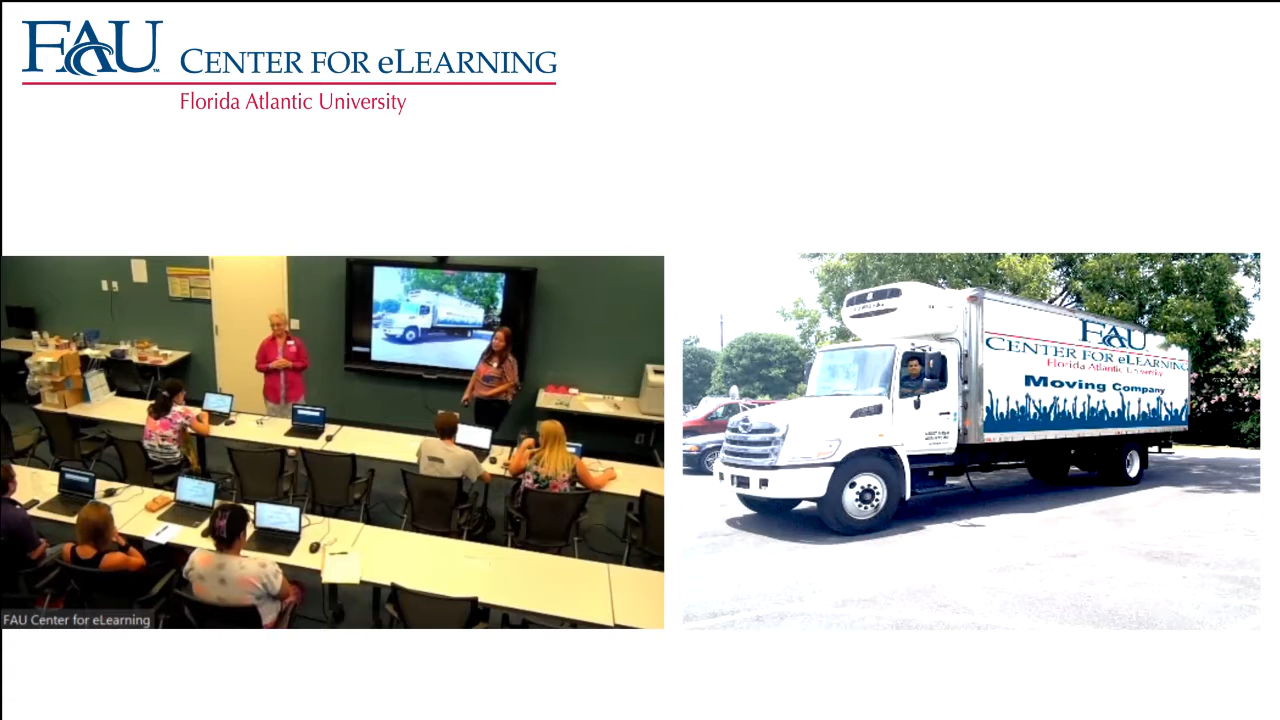 FAU™ CENTER FOR eLEARNING
Florida Atlantic University
FAU
CENTER FOR eLEARNING
Florida Atlantic University
Moving Company
FAU Center for eLearning